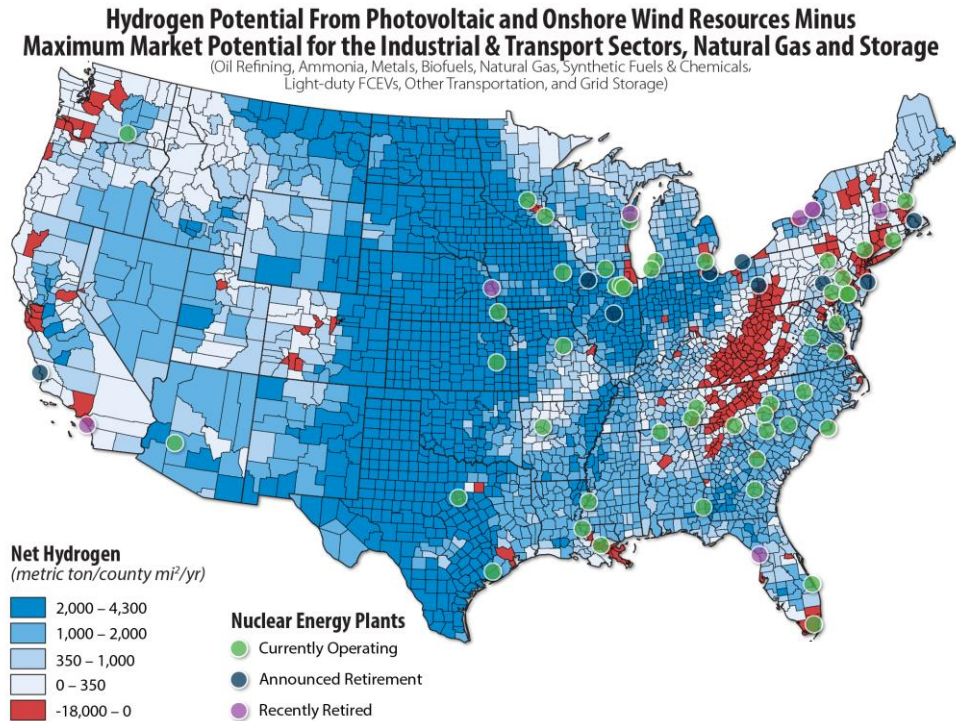 Hydrogen Potential From Photovoltaic and Onshore Wind Resources Minus
Maximum Market Potential for the Industrial & Transport Sectors, Natural Gas and Storage
(Oil Refining, Ammonia, Metals, Biofuels, Natural Gas, Synthetic Fuels & Chemicals,
Light-duty FCEVs, Other Transportation, and Grid Storage)
Net Hydrogen
(metric ton/county mi²/yr)
2,000 – 4,300
1,000 – 2,000
350 – 1,000
0 – 350
-18,000 – 0
Nuclear Energy Plants
Currently Operating
Announced Retirement
Recently Retired